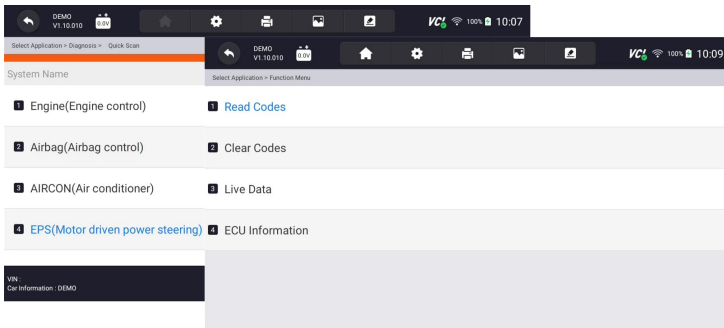 DEMO
V1.10.010
0.0V
VCI
100%
10:07
Select Application > Diagnosis > Quick Scan
System Name
1 Engine(Engine control)
2 Airbag(Airbag control)
3 AIRCON(Air conditioner)
4 EPS(Motor driven power steering)
VIN :
Car Information : DEMO
DEMO
V1.10.010
0.0V
VCI
100%
10:09
Select Application > Function Menu
1 Read Codes
2 Clear Codes
3 Live Data
4 ECU Information